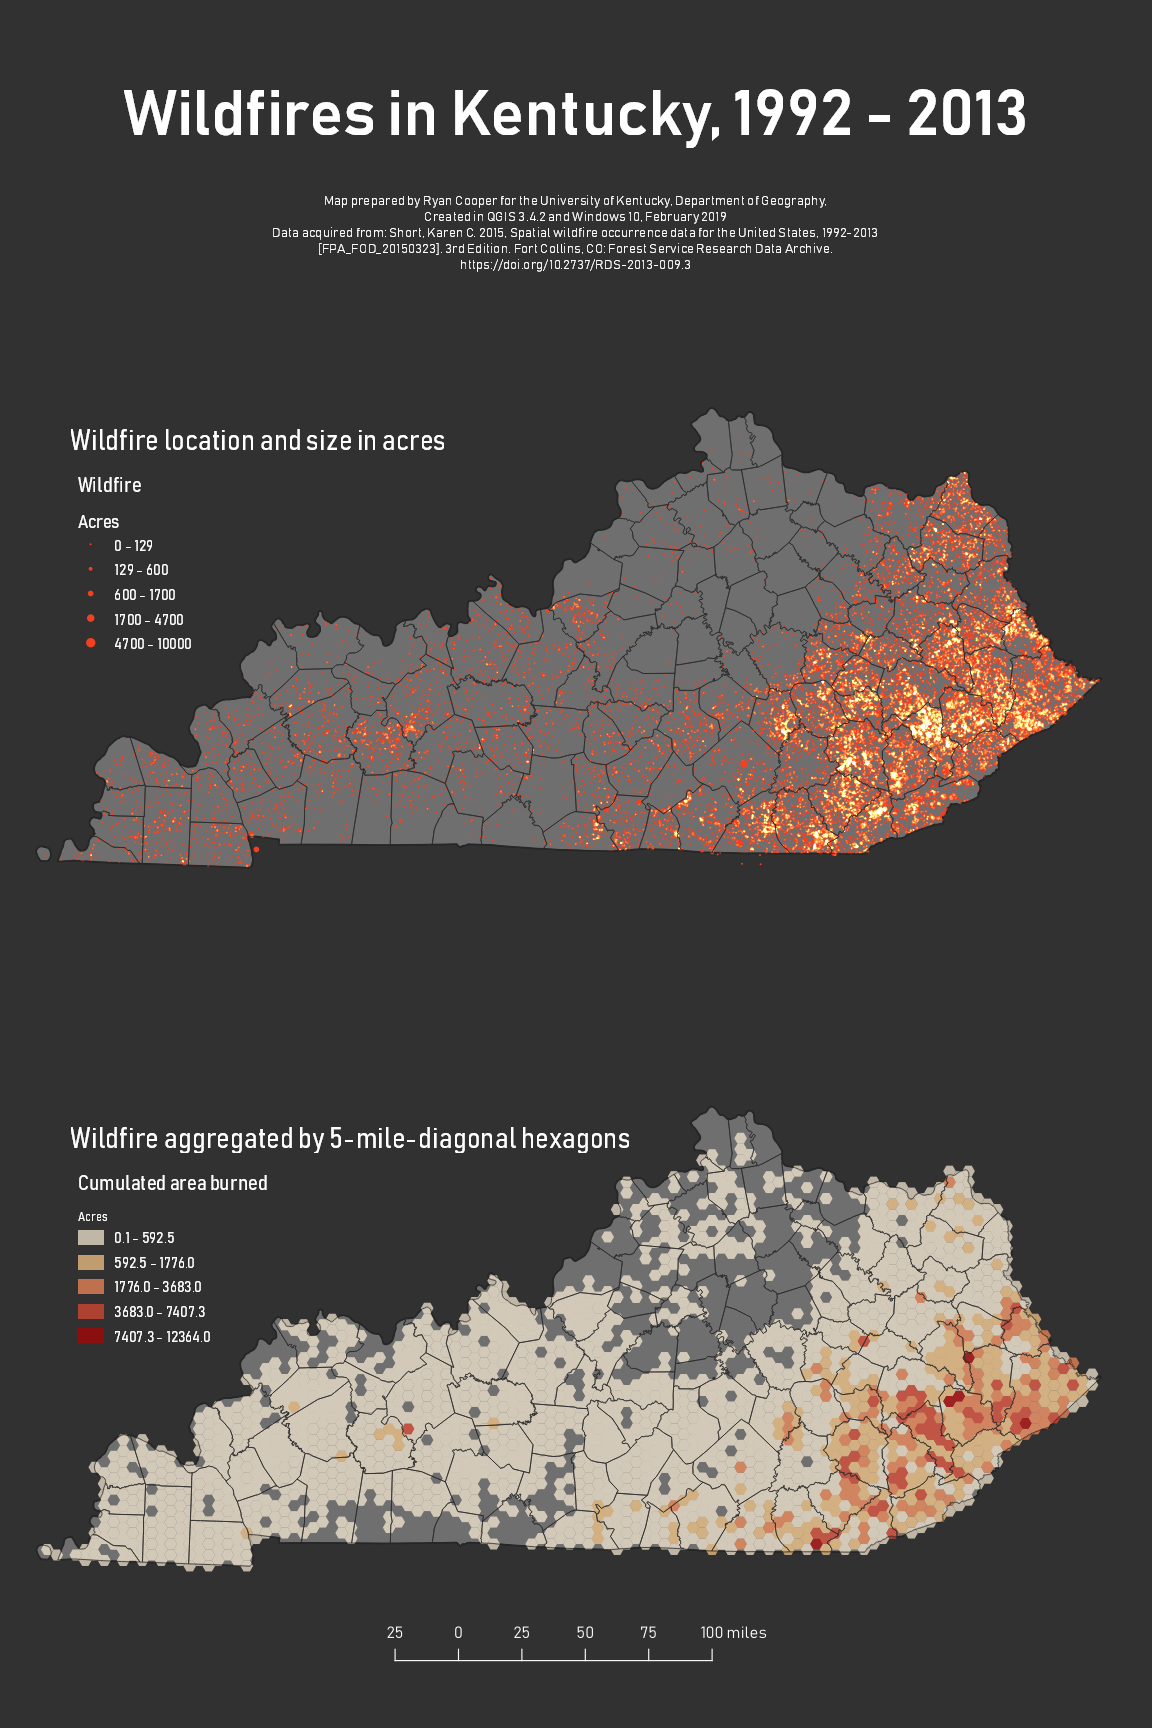 Wildfires in Kentucky, 1992 - 2013
Map prepared by Ryan Cooper for the University of Kentucky, Department of Geography,
Created in QGIS 3.4.2 and Windows 10, February 2019
Data acquired from: Short, Karen C. 2015, Spatial wildfire occurrence data for the United States, 1992-2013
[FPA_FOD_20150323]. 3rd Edition. Fort Collins, CO: Forest Service Research Data Archive.
https://doi.org/10.2737/RDS-2013-009.3
Wildfire location and size in acres
Wildfire
Acres
0 - 129
129 - 600
600 - 1700
1700 - 4700
4700 - 10000
Wildfire aggregated by 5-mile-diagonal hexagons
Cumulated area burned
Acres
0.1 - 592.5
592.5 - 1776.0
1776.0 - 3683.0
3683.0 - 7407.3
7407.3 - 12364.0
25 0 25 50 75 100 miles